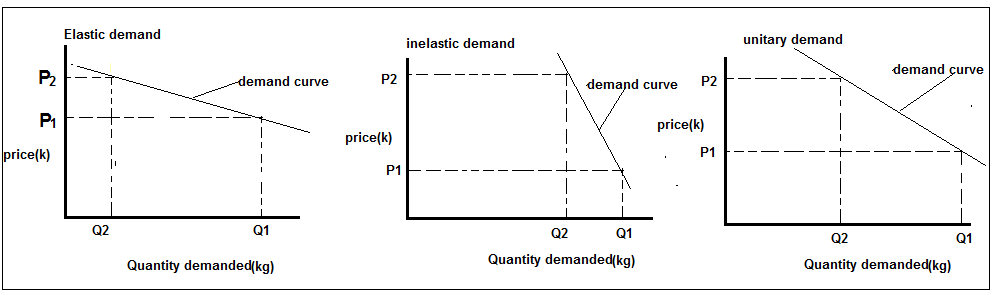 Elastic demand
P2
demand curve
P1
price(k)
Q2 Q1
Quantity demanded(kg)
inelastic demand
P2
demand curve
price(k)
P1
Q2 Q1
Quantity demanded(kg)
unitary demand
demand curve
P2
price(k)
P1
Q2 Q1
Quantity demanded(kg)